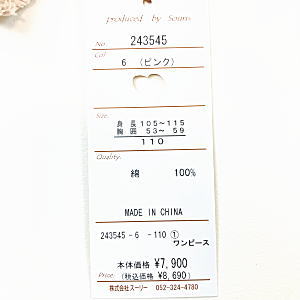 produced by Souris
No. 243545
Col 6 (ピンク)
Size.
身長 105～115
胸囲 53～ 59
110
Quality.
綿 100%
MADE IN CHINA
243545 - 6 -110 ①
ワンピース
本体価格 ¥7,900
Price. (税込価格 ¥8,690)
株式会社スーリー 052-324-4780